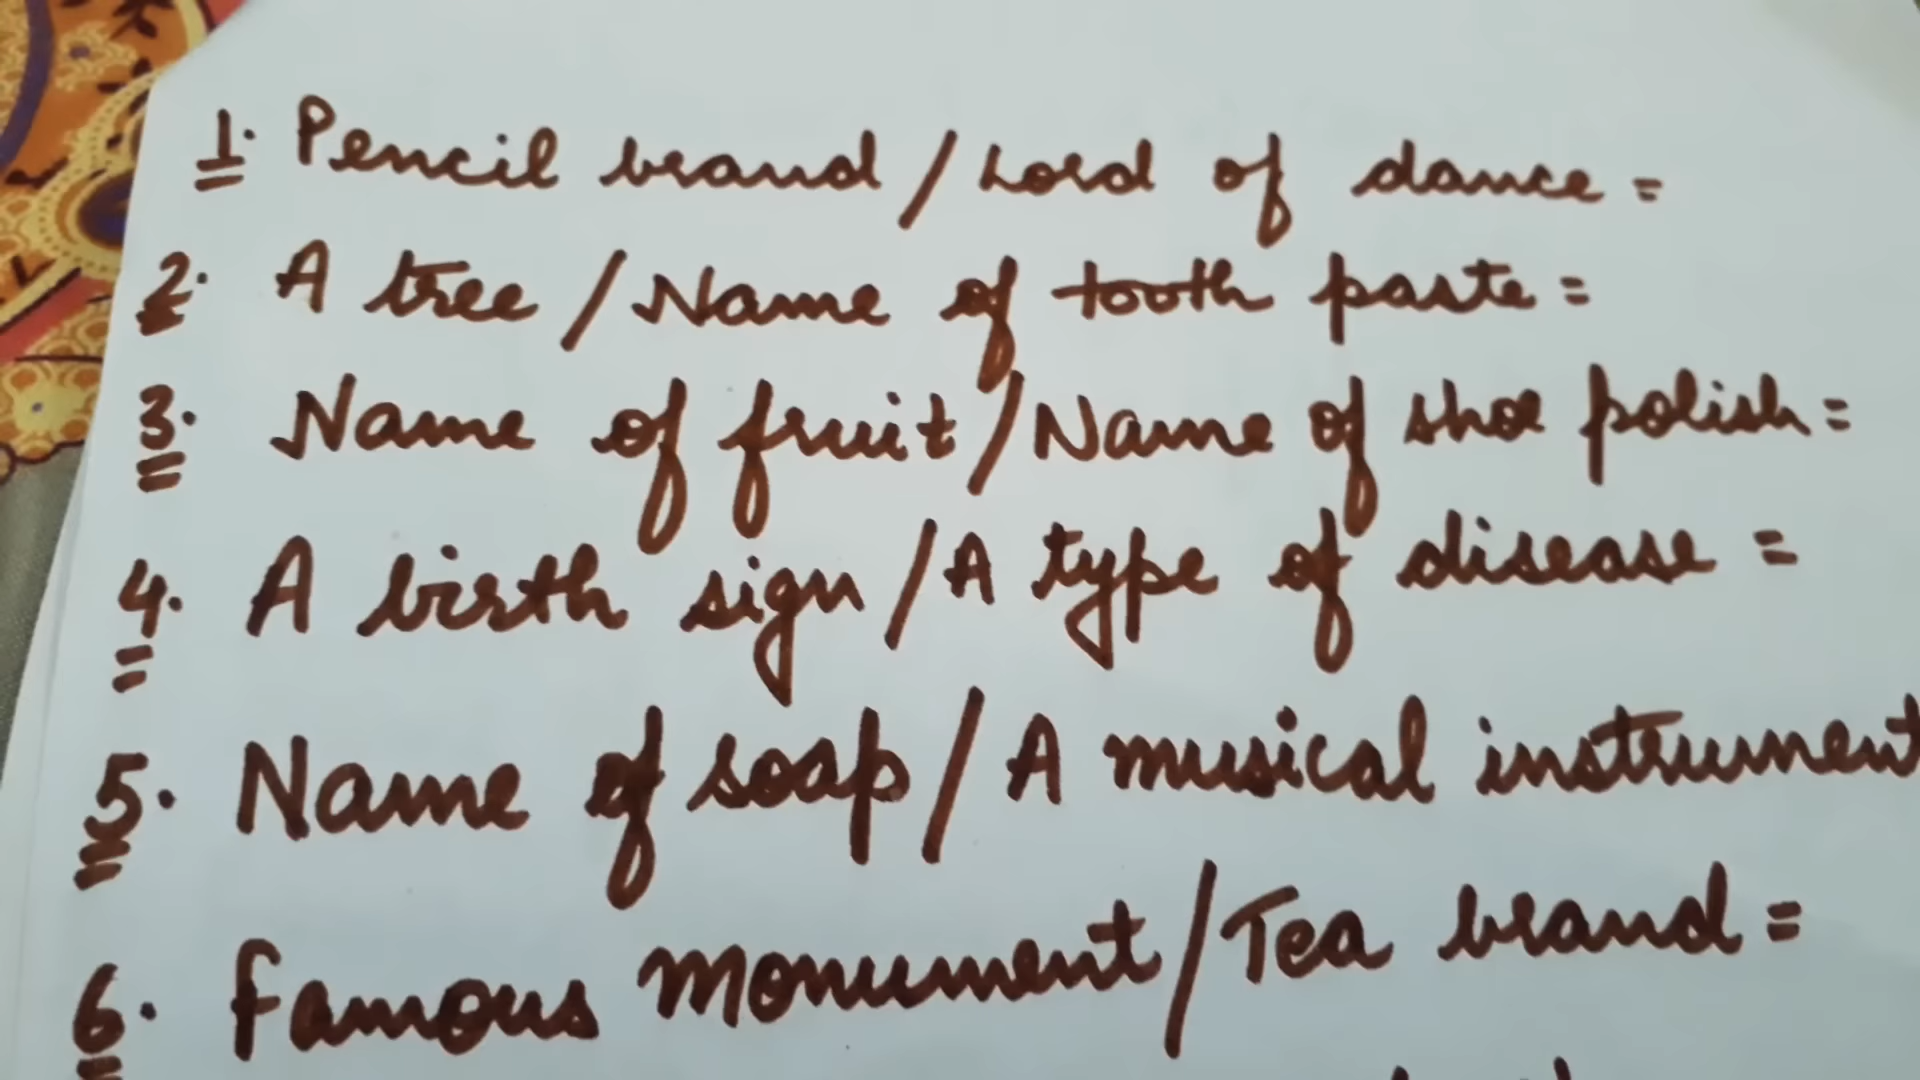 1. Pencil brand / Lord of dance =
2. A tree / Name of tooth paste =
3. Name of fruit / Name of shoe polish =
4. A birth sign / A type of disease =
5. Name of soap / A musical instrument
6. Famous monument / Tea brand =